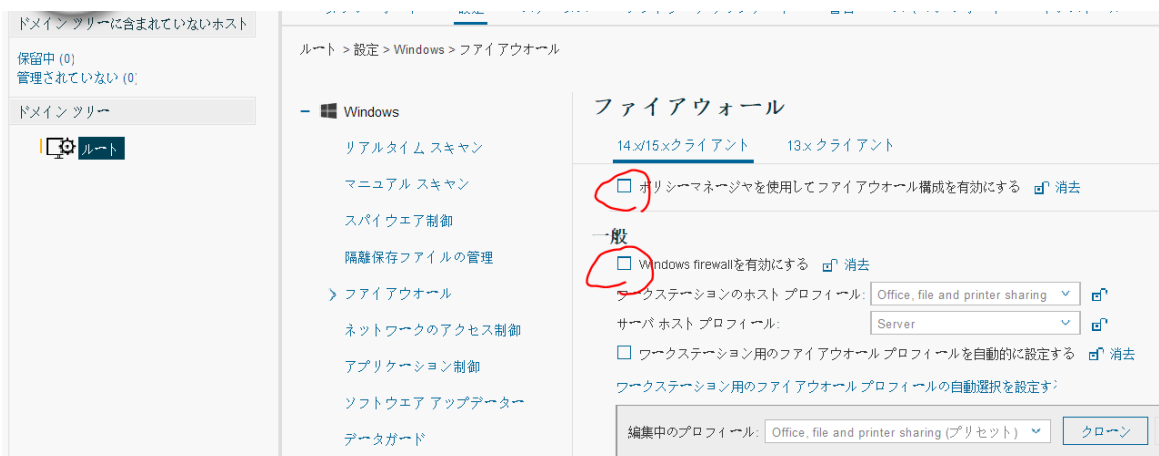 ドメイン ツリーに含まれていないホスト
設定
保留中 (0)
管理されていない (0
ルート > 設定 > Windows > ファイアウオール
ドメイン ツリー
ルート
Windows
リアルタイム スキャン
マニュアル スキャン
スパイウエア制御
隔離保存ファイルの管理
ファイアウオール
ネットワークのアクセス制御
アプリケーション制御
ソフトウエア アップデーター
データガード
ファイアウォール
14.x/15.xクライアント 13.x クライアント
ポリシーマネージャを使用してファイアウオール構成を有効にする 消去
一般
Windows firewallを有効にする 消去
ワークステーションのホスト プロフィール: Office, file and printer sharing
サーバ ホスト プロフィール: Server
ワークステーション用のファイアウオール プロフィールを自動的に設定する 消去
ワークステーション用のファイアウオール プロフィールの自動選択を設定す
編集中のプロフィール: Office, file and printer sharing (プリセット) クローン